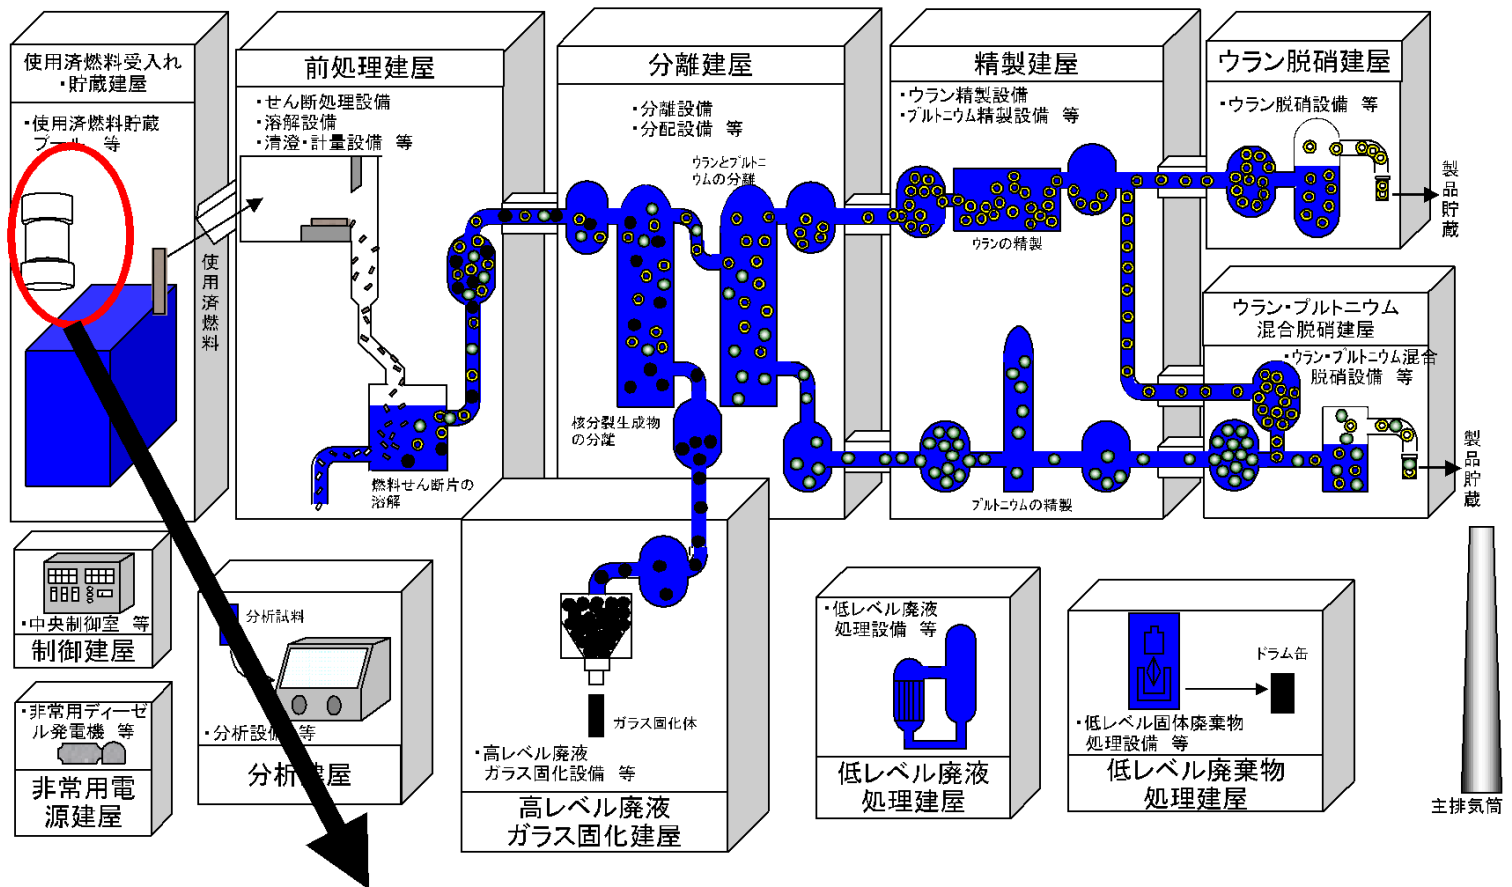 使用済燃料受入れ
・貯蔵建屋
・使用済燃料貯蔵
プール 等
使用済燃料
前処理建屋
・せん断処理設備
・溶解設備
・清澄・計量設備 等
燃料せん断片の
溶解
分離建屋
・分離設備
・分配設備 等
ウランとプルトニ
ウムの分離
核分裂生成物
の分離
精製建屋
・ウラン精製設備
・プルトニウム精製設備 等
ウランの精製
プルトニウムの精製
ウラン脱硝建屋
・ウラン脱硝設備 等
製品貯蔵
ウラン・プルトニウム
混合脱硝建屋
・ウラン・プルトニウム混合
脱硝設備 等
製品貯蔵
・中央制御室 等
制御建屋
・非常用ディーゼ
ル発電機 等
非常用電
源建屋
分析試料
・分析設備 等
分析建屋
ガラス固化体
・高レベル廃液
ガラス固化設備 等
高レベル廃液
ガラス固化建屋
・低レベル廃液
処理設備 等
低レベル廃液
処理建屋
ドラム缶
・低レベル固体廃棄物
処理設備 等
低レベル廃棄物
処理建屋
主排気筒